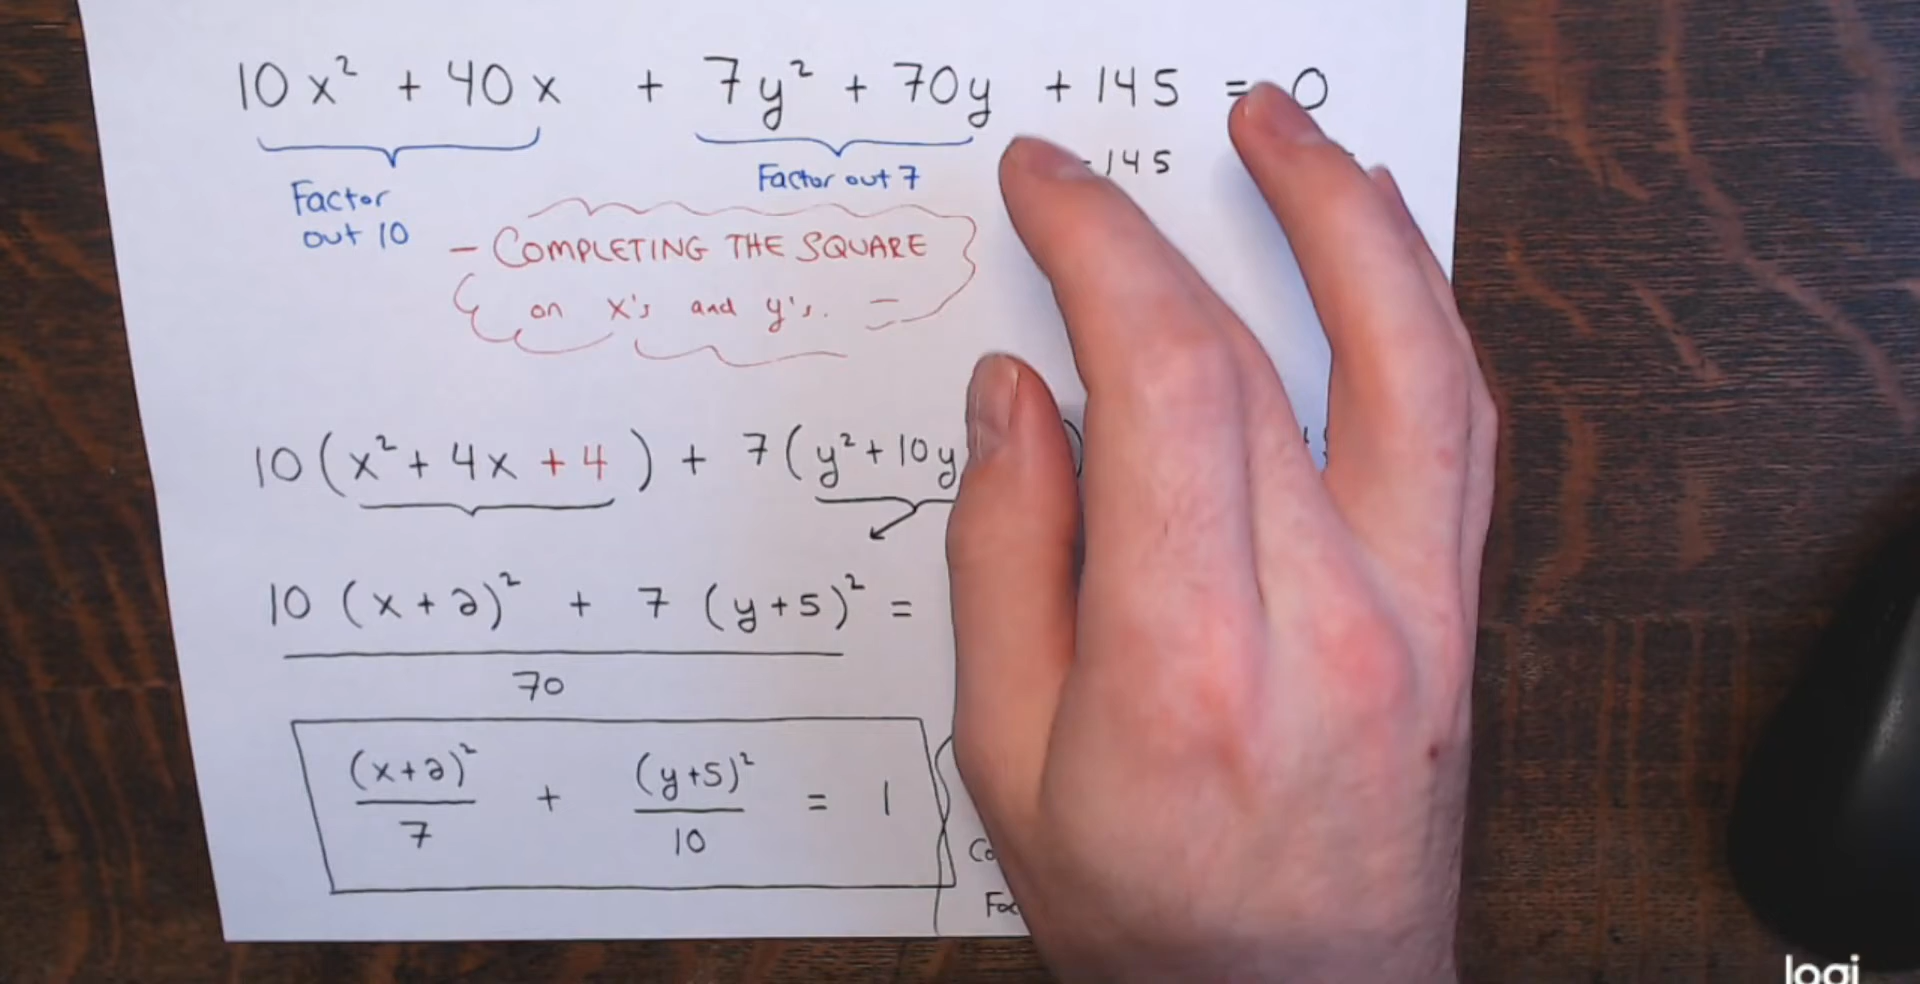 10x² + 40x + 7y² + 70y + 145 = 0
-145
Factor out 7
Factor
out 10
- COMPLETING THE SQUARE
on x's and y's. -
10(x² + 4x + 4) + 7(y² + 10y )
10 (x+2)² + 7 (y+5)² =
70
(x+2)²/7 + (y+5)²/10 = 1
logi